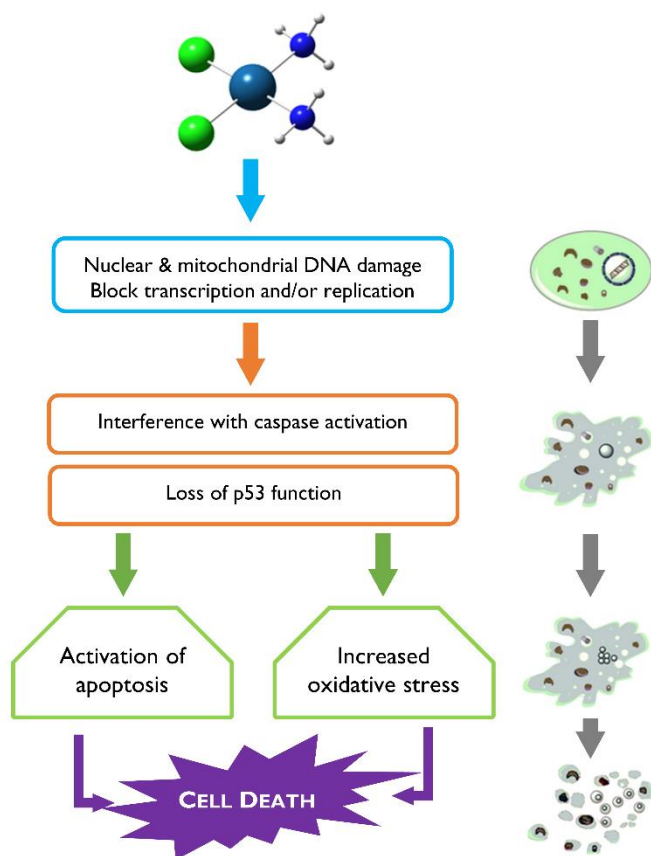 Nuclear & mitochondrial DNA damage
Block transcription and/or replication
Interference with caspase activation
Loss of p53 function
Activation of
apoptosis
Increased
oxidative stress
CELL DEATH